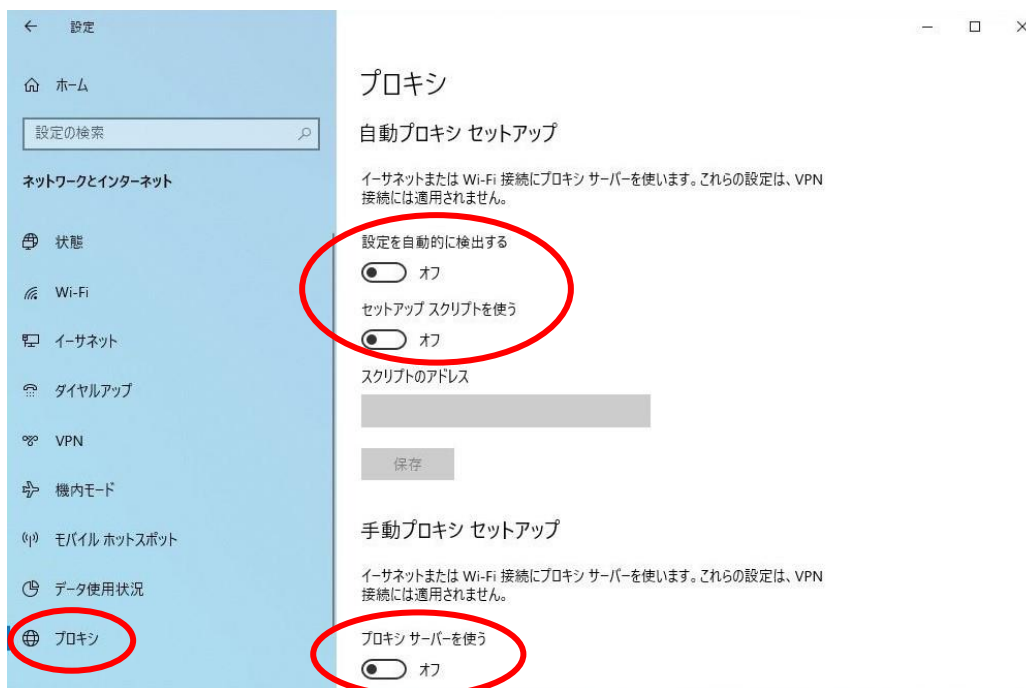 設定
ホーム
設定の検索
ネットワークとインターネット
状態
Wi-Fi
イーサネット
ダイヤルアップ
VPN
機内モード
モバイル ホットスポット
データ使用状況
プロキシ
プロキシ
自動プロキシ セットアップ
イーサネットまたは Wi-Fi 接続にプロキシ サーバーを使います。これらの設定は、VPN
接続には適用されません。
設定を自動的に検出する
オフ
セットアップ スクリプトを使う
オフ
スクリプトのアドレス
保存
手動プロキシ セットアップ
イーサネットまたは Wi-Fi 接続にプロキシ サーバーを使います。これらの設定は、VPN
接続には適用されません。
プロキシ サーバーを使う
オフ